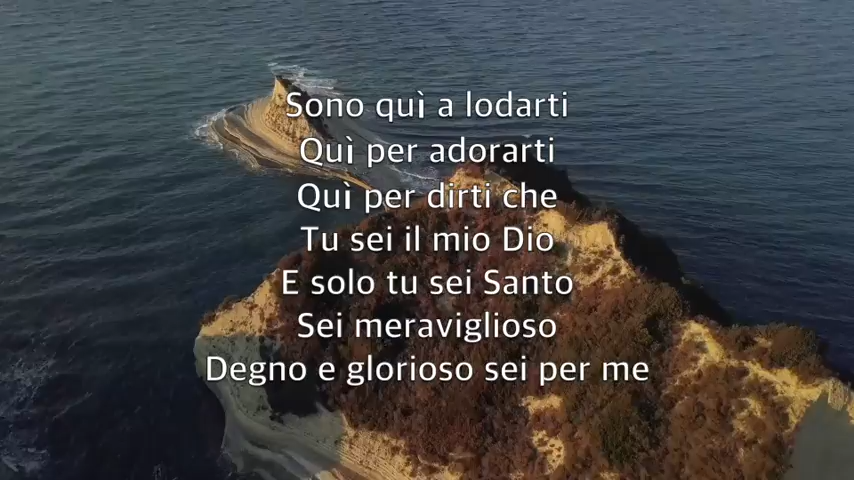 Sono quì a lodarti
Quì per adorarti
Quì per dirti che
Tu sei il mio Dio
E solo tu sei Santo
Sei meraviglioso
Degno e glorioso sei per me